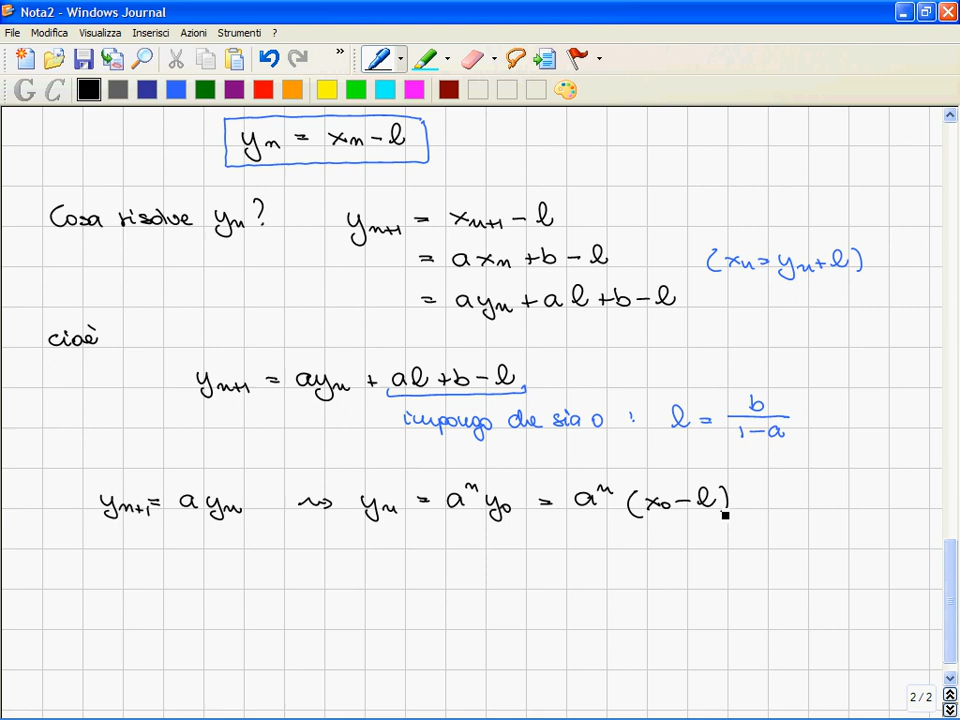 Nota2 - Windows Journal
File Modifica Visualizza Inserisci Azioni Strumenti ?
y_n = x_n - l
Cosa risolve y_n? y_{n+1} = x_{n+1} - l
= a x_n + b - l (x_n = y_n + l)
= a y_n + a l + b - l
cioè
y_{n+1} = a y_n + a l + b - l
impongo che sia 0 : l = b / (1 - a)
y_{n+1} = a y_n ⇝ y_n = a^n y_0 = a^n (x_0 - l)
2 / 2